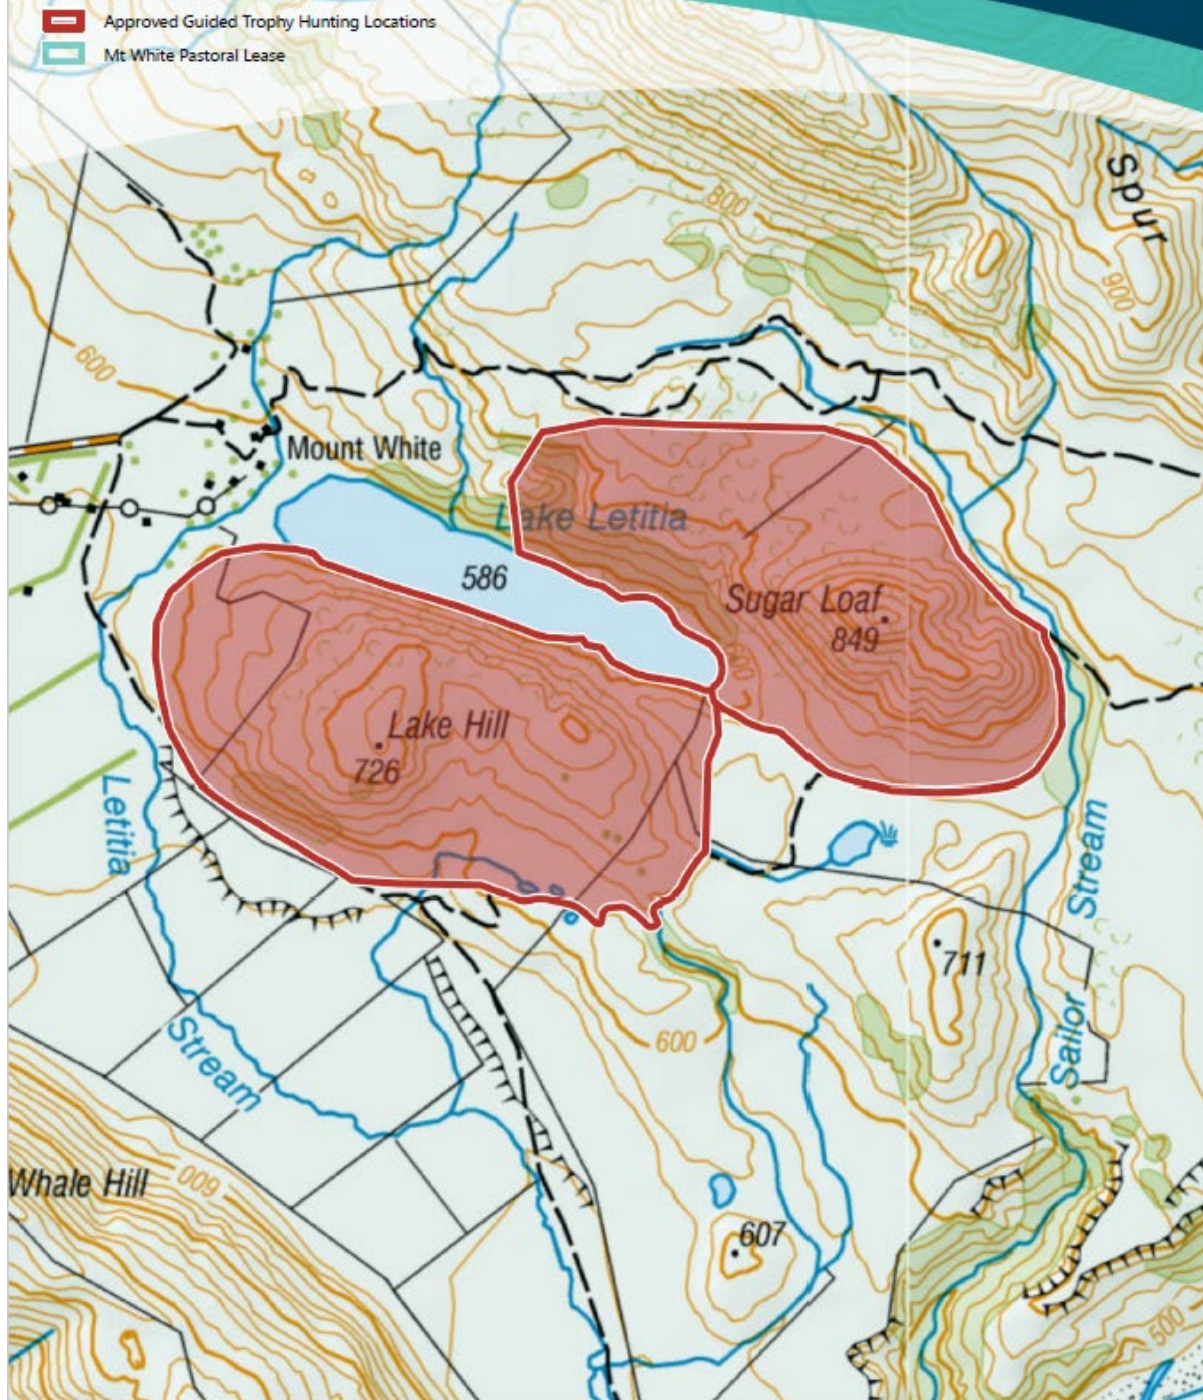 Approved Guided Trophy Hunting Locations
Mt White Pastoral Lease
Spur
800
900
600
Mount White
Lake Letitia
586
Sugar Loaf
849
Lake Hill
726
Letitia
Stream
711
Sailor
Stream
600
Whale Hill
600
607
500